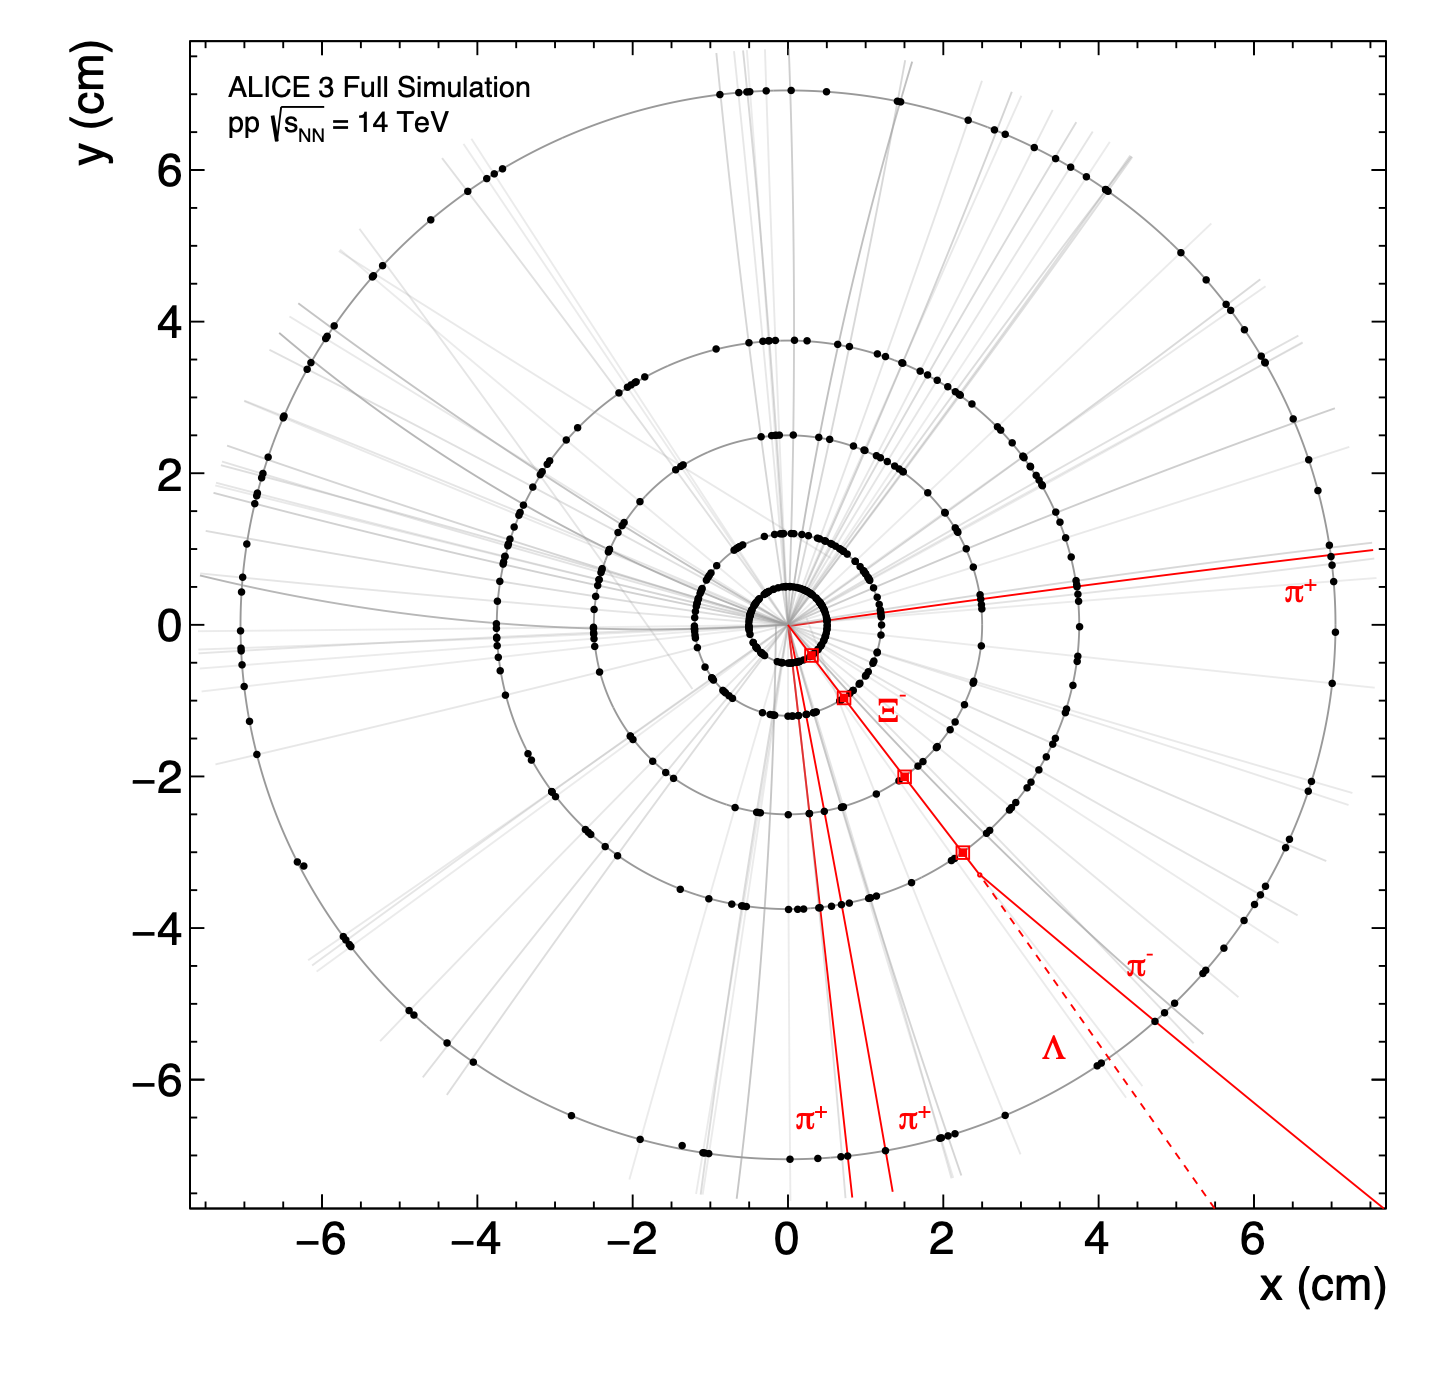 y (cm)
ALICE 3 Full Simulation
pp √sNN = 14 TeV
6
4
2
0
−2
−4
−6
π+
Ξ-
π-
Λ
π+ π+
−6 −4 −2 0 2 4 6
x (cm)